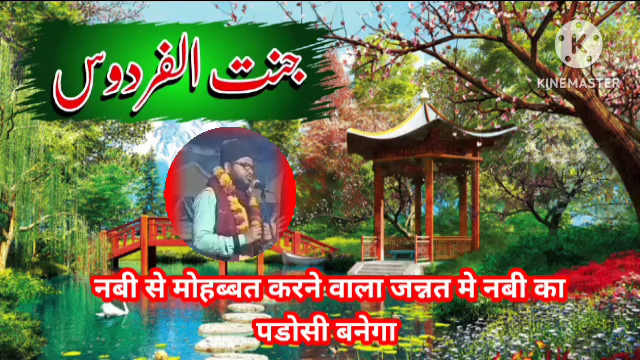 جنت الفردوس
KINEMASTER
नबी से मोहब्बत करने वाला जन्नत मे नबी का
पडोसी बनेगा